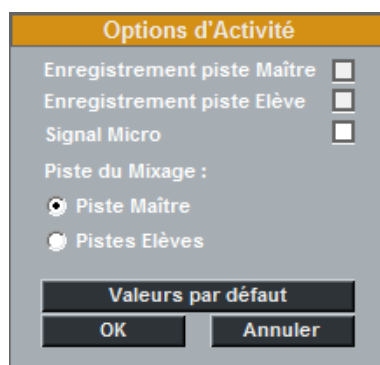 Options d'Activité
Enregistrement piste Maître
Enregistrement piste Elève
Signal Micro
Piste du Mixage :
Piste Maître
Pistes Elèves
Valeurs par défaut
OK Annuler